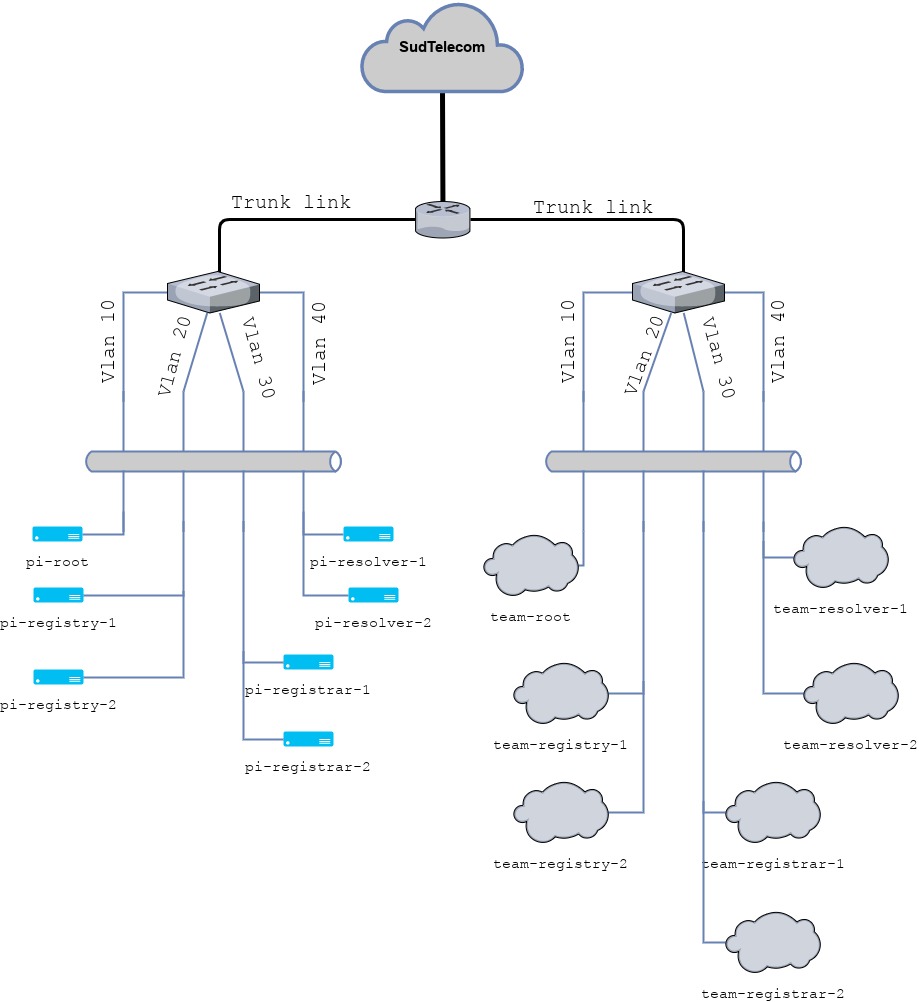 SudTelecom
Trunk link
Trunk link
Vlan 10
Vlan 20
Vlan 30
Vlan 40
Vlan 10
Vlan 20
Vlan 30
Vlan 40
pi-root
pi-resolver-1
pi-registry-1
pi-resolver-2
pi-registrar-1
pi-registry-2
pi-registrar-2
team-root
team-resolver-1
team-registry-1
team-resolver-2
team-registry-2
team-registrar-1
team-registrar-2